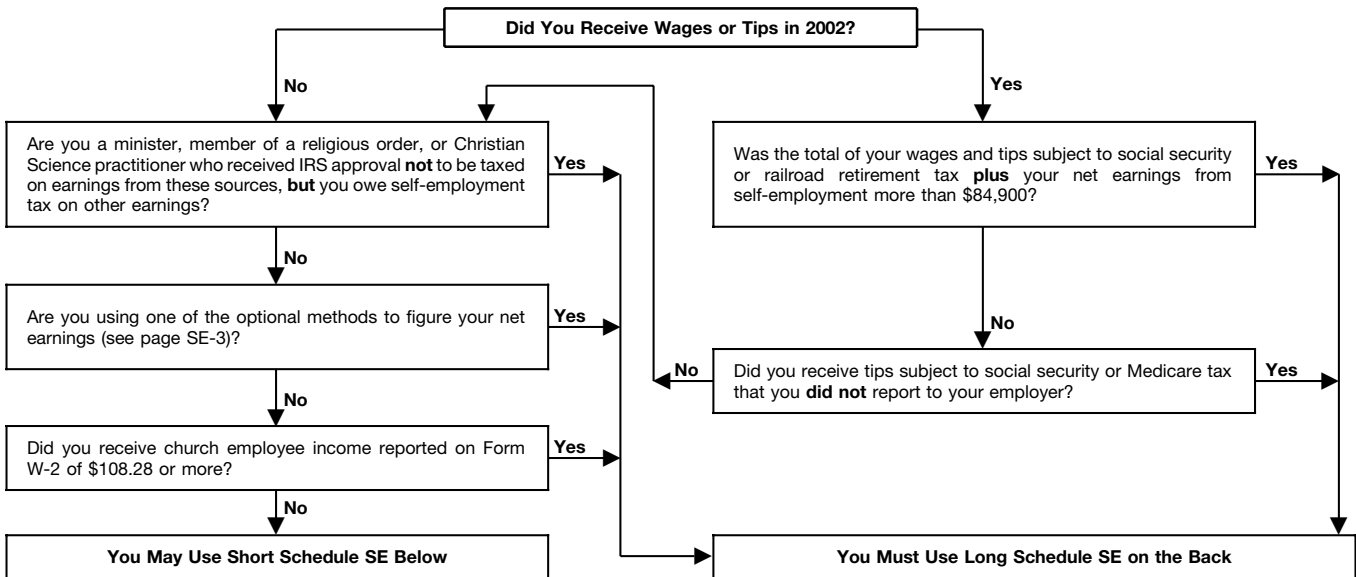 Did You Receive Wages or Tips in 2002?
No
Yes
Are you a minister, member of a religious order, or Christian
Science practitioner who received IRS approval not to be taxed
on earnings from these sources, but you owe self-employment
tax on other earnings?
Yes
Was the total of your wages and tips subject to social security
or railroad retirement tax plus your net earnings from
self-employment more than $84,900?
Yes
No
Are you using one of the optional methods to figure your net
earnings (see page SE-3)?
Yes
No
No
Did you receive tips subject to social security or Medicare tax
that you did not report to your employer?
Yes
No
Did you receive church employee income reported on Form
W-2 of $108.28 or more?
Yes
No
You May Use Short Schedule SE Below
You Must Use Long Schedule SE on the Back